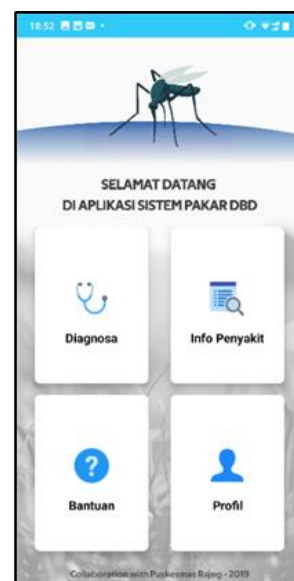 18:52
SELAMAT DATANG
DI APLIKASI SISTEM PAKAR DBD
Diagnosa
Info Penyakit
?
Bantuan
Profil
Collaboration with Puskesmas Rajeg - 2019